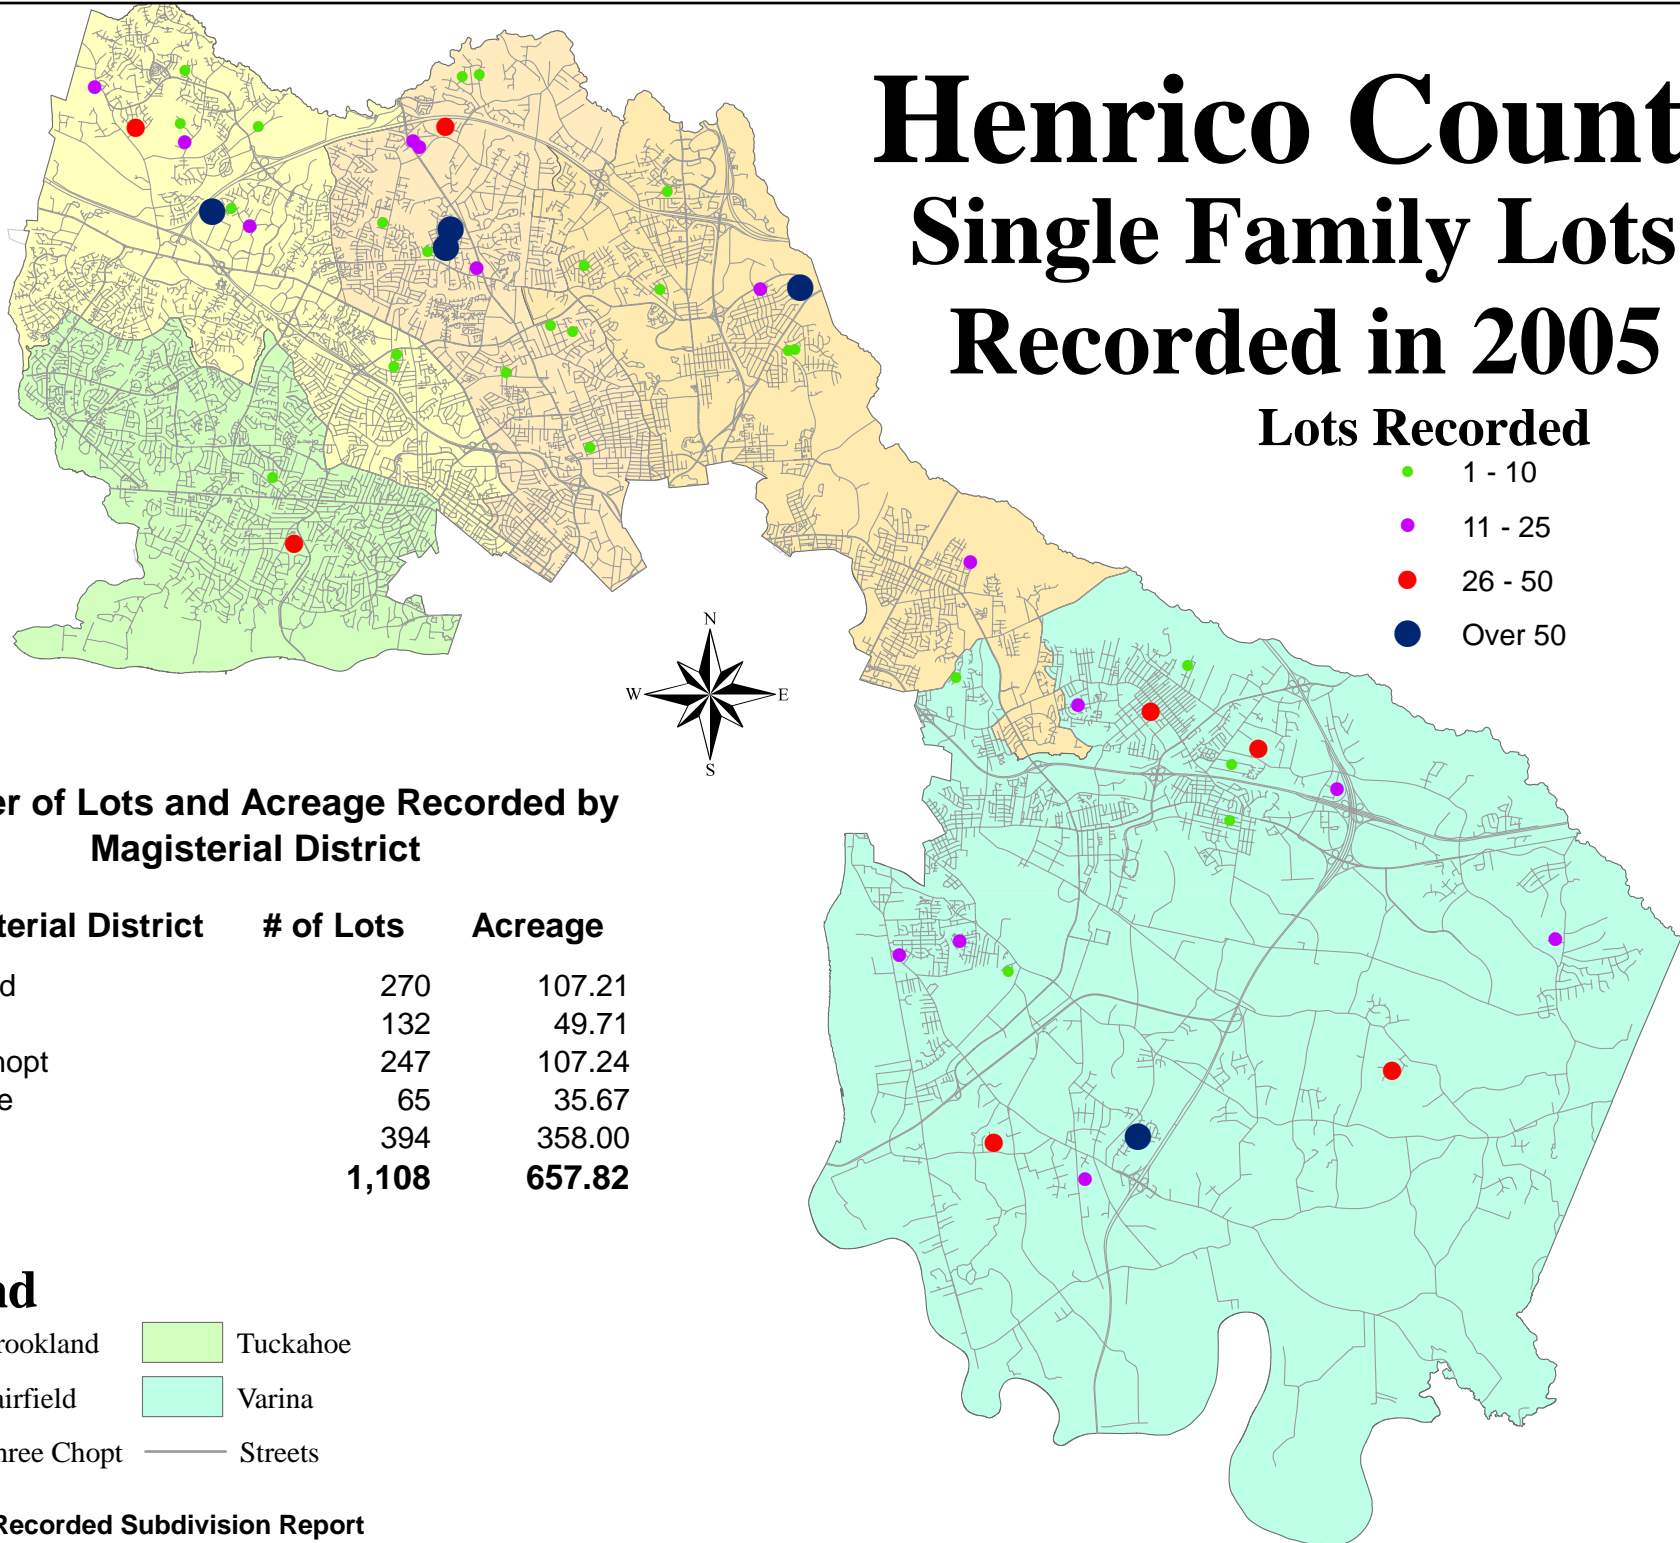 Henrico Count
Single Family Lots
Recorded in 2005
Lots Recorded
1 - 10
11 - 25
26 - 50
Over 50
N
W E
S
er of Lots and Acreage Recorded by
Magisterial District
terial District # of Lots Acreage
d 270 107.21
132 49.71
hopt 247 107.24
e 65 35.67
394 358.00
1,108 657.82
nd
rookland Tuckahoe
airfield Varina
hree Chopt Streets
Recorded Subdivision Report